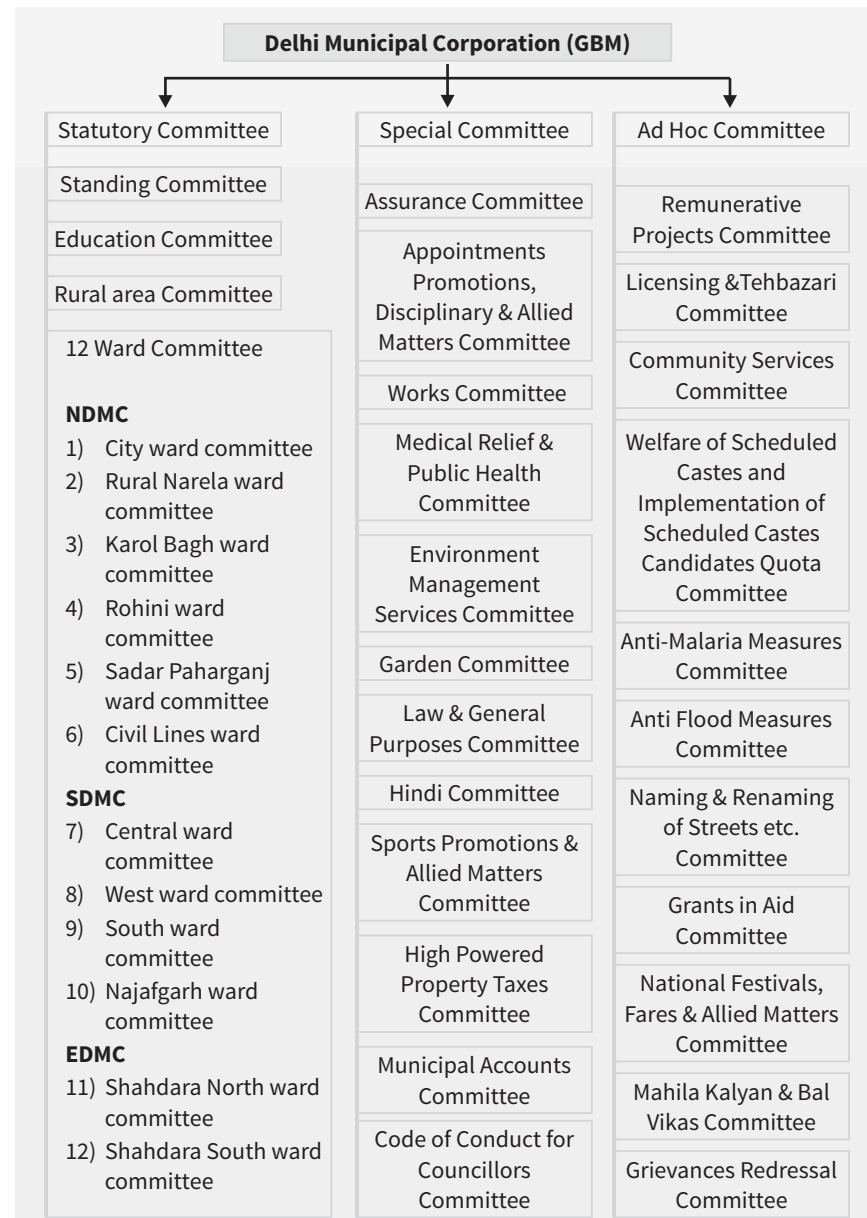 Delhi Municipal Corporation (GBM)
Statutory Committee
Standing Committee
Education Committee
Rural area Committee
12 Ward Committee
NDMC
1) City ward committee
2) Rural Narela ward
committee
3) Karol Bagh ward
committee
4) Rohini ward
committee
5) Sadar Paharganj
ward committee
6) Civil Lines ward
committee
SDMC
7) Central ward
committee
8) West ward committee
9) South ward
committee
10) Najafgarh ward
committee
EDMC
11) Shahdara North ward
committee
12) Shahdara South ward
committee
Special Committee
Assurance Committee
Appointments
Promotions,
Disciplinary & Allied
Matters Committee
Works Committee
Medical Relief &
Public Health
Committee
Environment
Management
Services Committee
Garden Committee
Law & General
Purposes Committee
Hindi Committee
Sports Promotions &
Allied Matters
Committee
High Powered
Property Taxes
Committee
Municipal Accounts
Committee
Code of Conduct for
Councillors
Committee
Ad Hoc Committee
Remunerative
Projects Committee
Licensing &Tehbazari
Committee
Community Services
Committee
Welfare of Scheduled
Castes and
Implementation of
Scheduled Castes
Candidates Quota
Committee
Anti-Malaria Measures
Committee
Anti Flood Measures
Committee
Naming & Renaming
of Streets etc.
Committee
Grants in Aid
Committee
National Festivals,
Fares & Allied Matters
Committee
Mahila Kalyan & Bal
Vikas Committee
Grievances Redressal
Committee